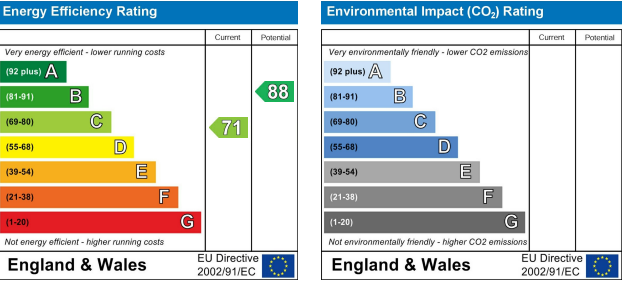 Energy Efficiency Rating
Current Potential
Very energy efficient - lower running costs
(92 plus) A
(81-91) B
88
(69-80) C
71
(55-68) D
(39-54) E
(21-38) F
(1-20) G
Not energy efficient - higher running costs
England & Wales
EU Directive
2002/91/EC
Environmental Impact (CO₂) Rating
Current Potential
Very environmentally friendly - lower CO2 emissions
(92 plus) A
(81-91) B
(69-80) C
(55-68) D
(39-54) E
(21-38) F
(1-20) G
Not environmentally friendly - higher CO2 emissions
England & Wales
EU Directive
2002/91/EC